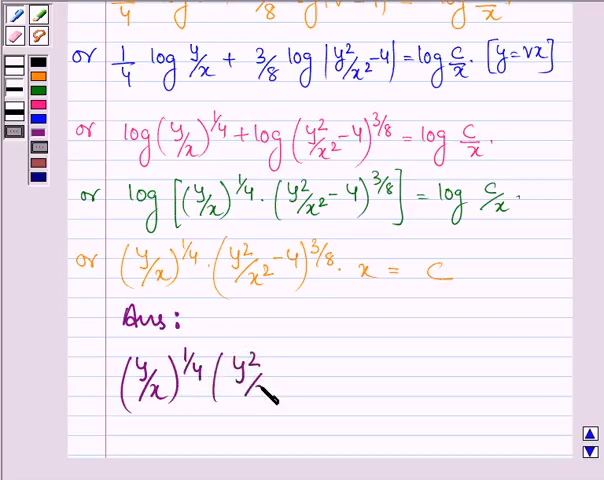 or 1/4 log y/x + 3/8 log |y²/x² - 4| = log c/x. [y = vx]
or log (y/x)^1/4 + log (y²/x² - 4)^3/8 = log c/x.
or log [(y/x)^1/4 . (y²/x² - 4)^3/8] = log c/x.
or (y/x)^1/4 . (y²/x² - 4)^3/8 . x = C
Ans:
(y/x)^1/4 (y²/